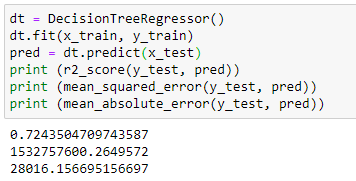 dt = DecisionTreeRegressor()
dt.fit(x_train, y_train)
pred = dt.predict(x_test)
print (r2_score(y_test, pred))
print (mean_squared_error(y_test, pred))
print (mean_absolute_error(y_test, pred))
0.7243504709743587
1532757600.2649572
28016.156695156697